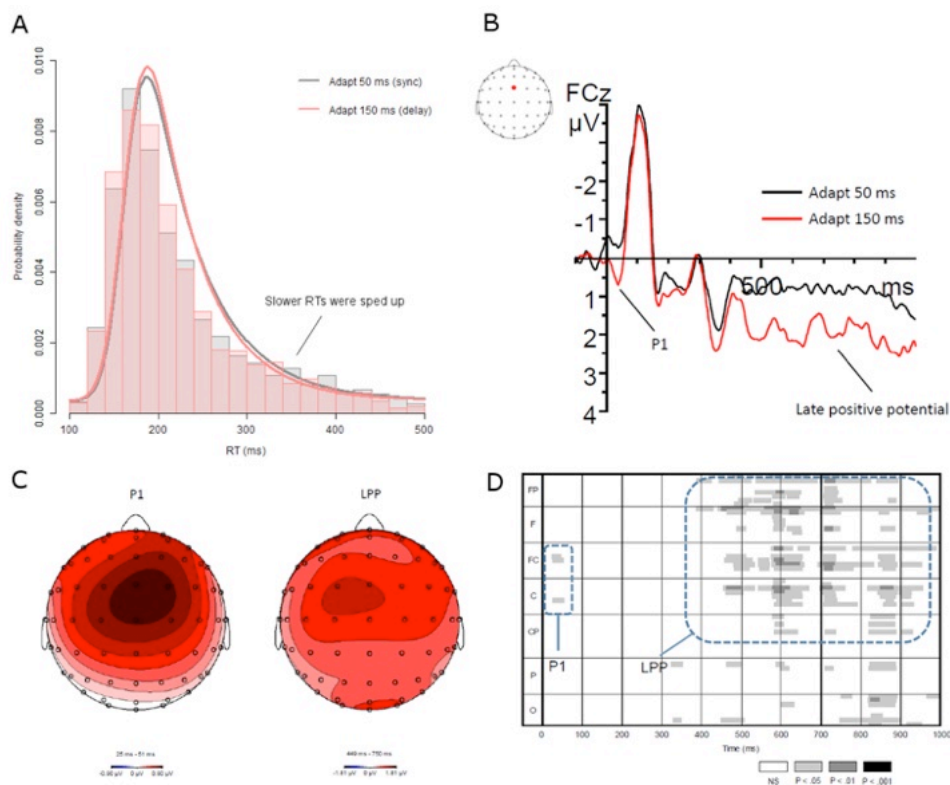 A
0.010
0.008
0.006
0.004
0.002
0.000
Probability density
Adapt 50 ms (sync)
Adapt 150 ms (delay)
Slower RTs were sped up
100
200
300
400
500
RT (ms)
B
FCz
µV
-2
-1
1
2
3
4
Adapt 50 ms
Adapt 150 ms
500
ms
P1
Late positive potential
C
P1
LPP
0 µV
0 µV
D
FP
F
FC
C
CP
P
O
P1
LPP
0
100
200
300
400
500
600
700
800
900
1000
Time (ms)
NS
P < .05
P < .01
P < .001